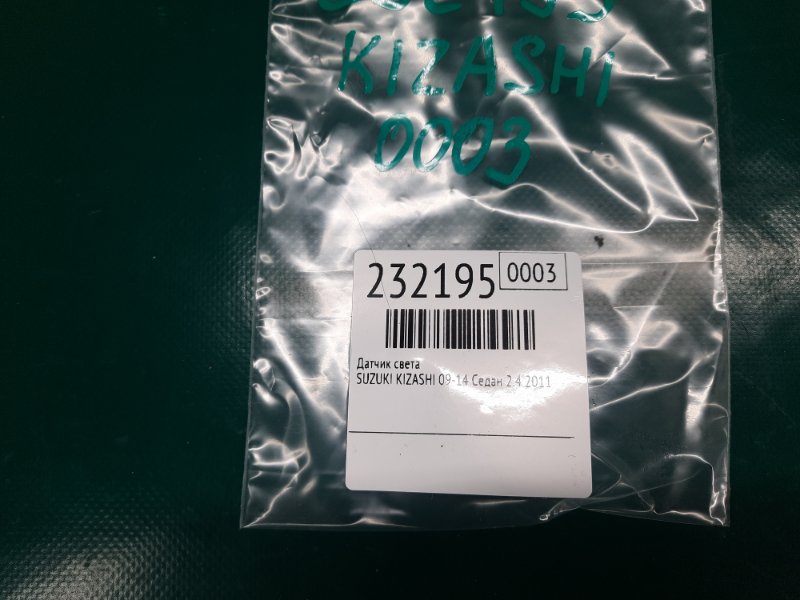 KIZASHI
0003
232195 0003
Датчик света
SUZUKI KIZASHI 09-14 Седан 2.4 2011